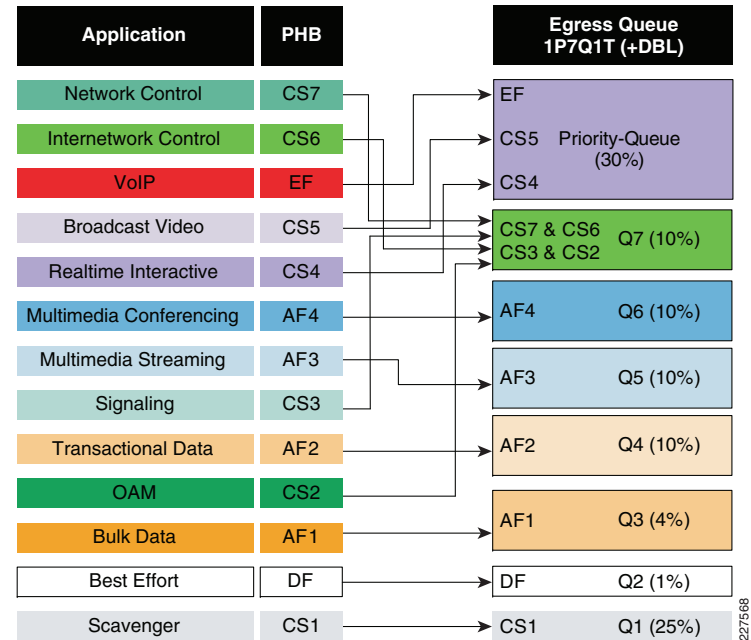 Application PHB
Egress Queue
1P7Q1T (+DBL)
Network Control CS7
Internetwork Control CS6
VoIP EF
Broadcast Video CS5
Realtime Interactive CS4
Multimedia Conferencing AF4
Multimedia Streaming AF3
Signaling CS3
Transactional Data AF2
OAM CS2
Bulk Data AF1
Best Effort DF
Scavenger CS1
EF
CS5 Priority-Queue
(30%)
CS4
CS7 & CS6
CS3 & CS2
Q7 (10%)
AF4 Q6 (10%)
AF3 Q5 (10%)
AF2 Q4 (10%)
AF1 Q3 (4%)
DF Q2 (1%)
CS1 Q1 (25%)
227568